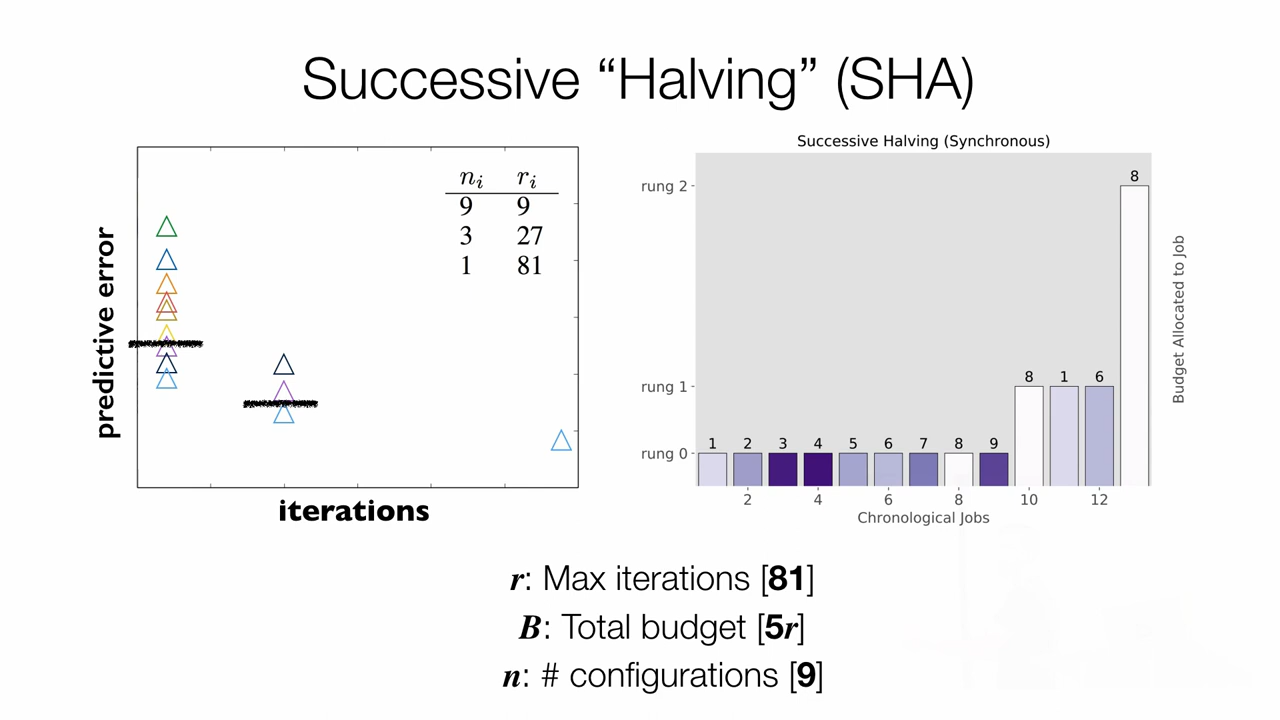 Successive “Halving” (SHA)
predictive error
n_i r_i
9 9
3 27
1 81
iterations
Successive Halving (Synchronous)
rung 2
rung 1
rung 0
8
8 1 6
1 2 3 4 5 6 7 8 9
2 4 6 8 10 12
Chronological Jobs
Budget Allocated to Job
r: Max iterations [81]
B: Total budget [5r]
n: # configurations [9]